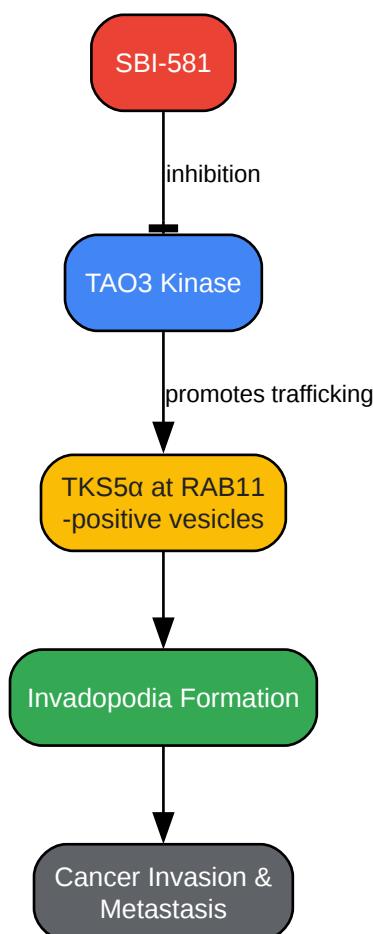 SBI-581
inhibition
TAO3 Kinase
promotes trafficking
TKS5α at RAB11
-positive vesicles
Invadopodia Formation
Cancer Invasion &
Metastasis